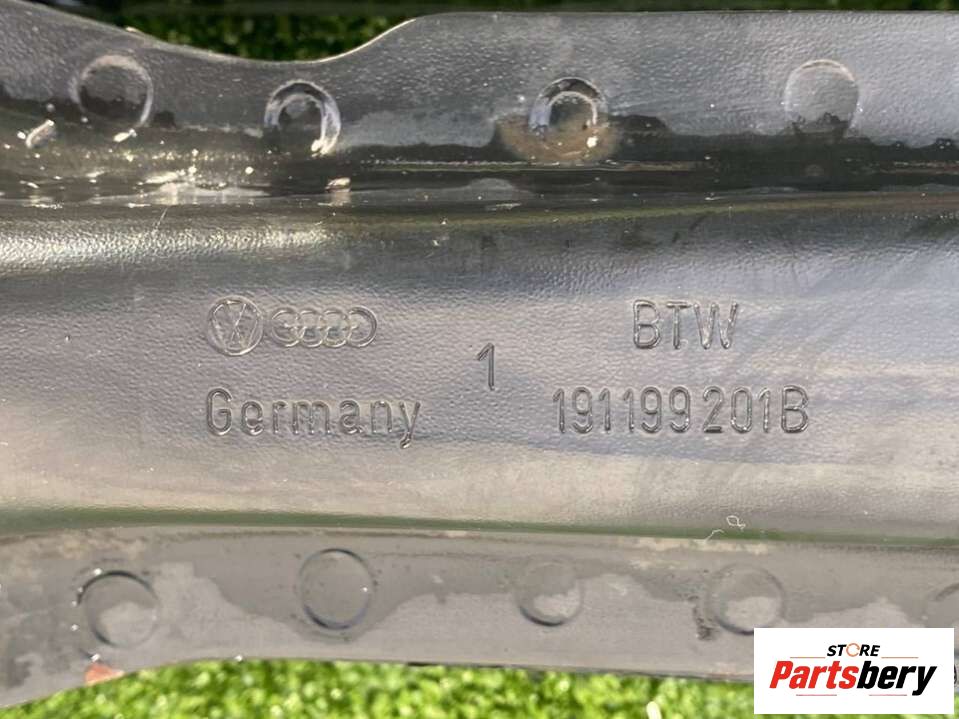 BTW
1
Germany
191199201B
STORE
Partsbery